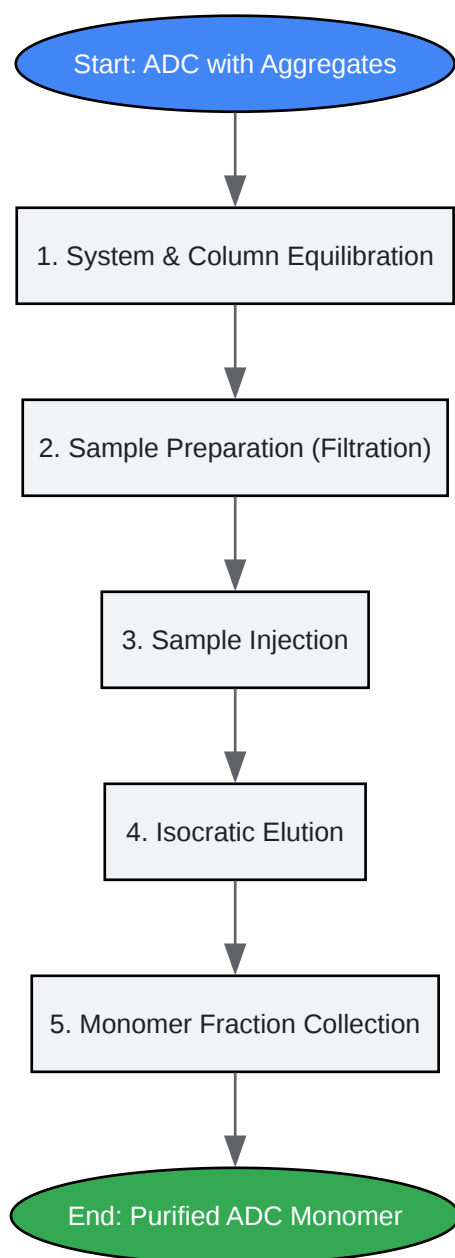 Start: ADC with Aggregates
1. System & Column Equilibration
2. Sample Preparation (Filtration)
3. Sample Injection
4. Isocratic Elution
5. Monomer Fraction Collection
End: Purified ADC Monomer